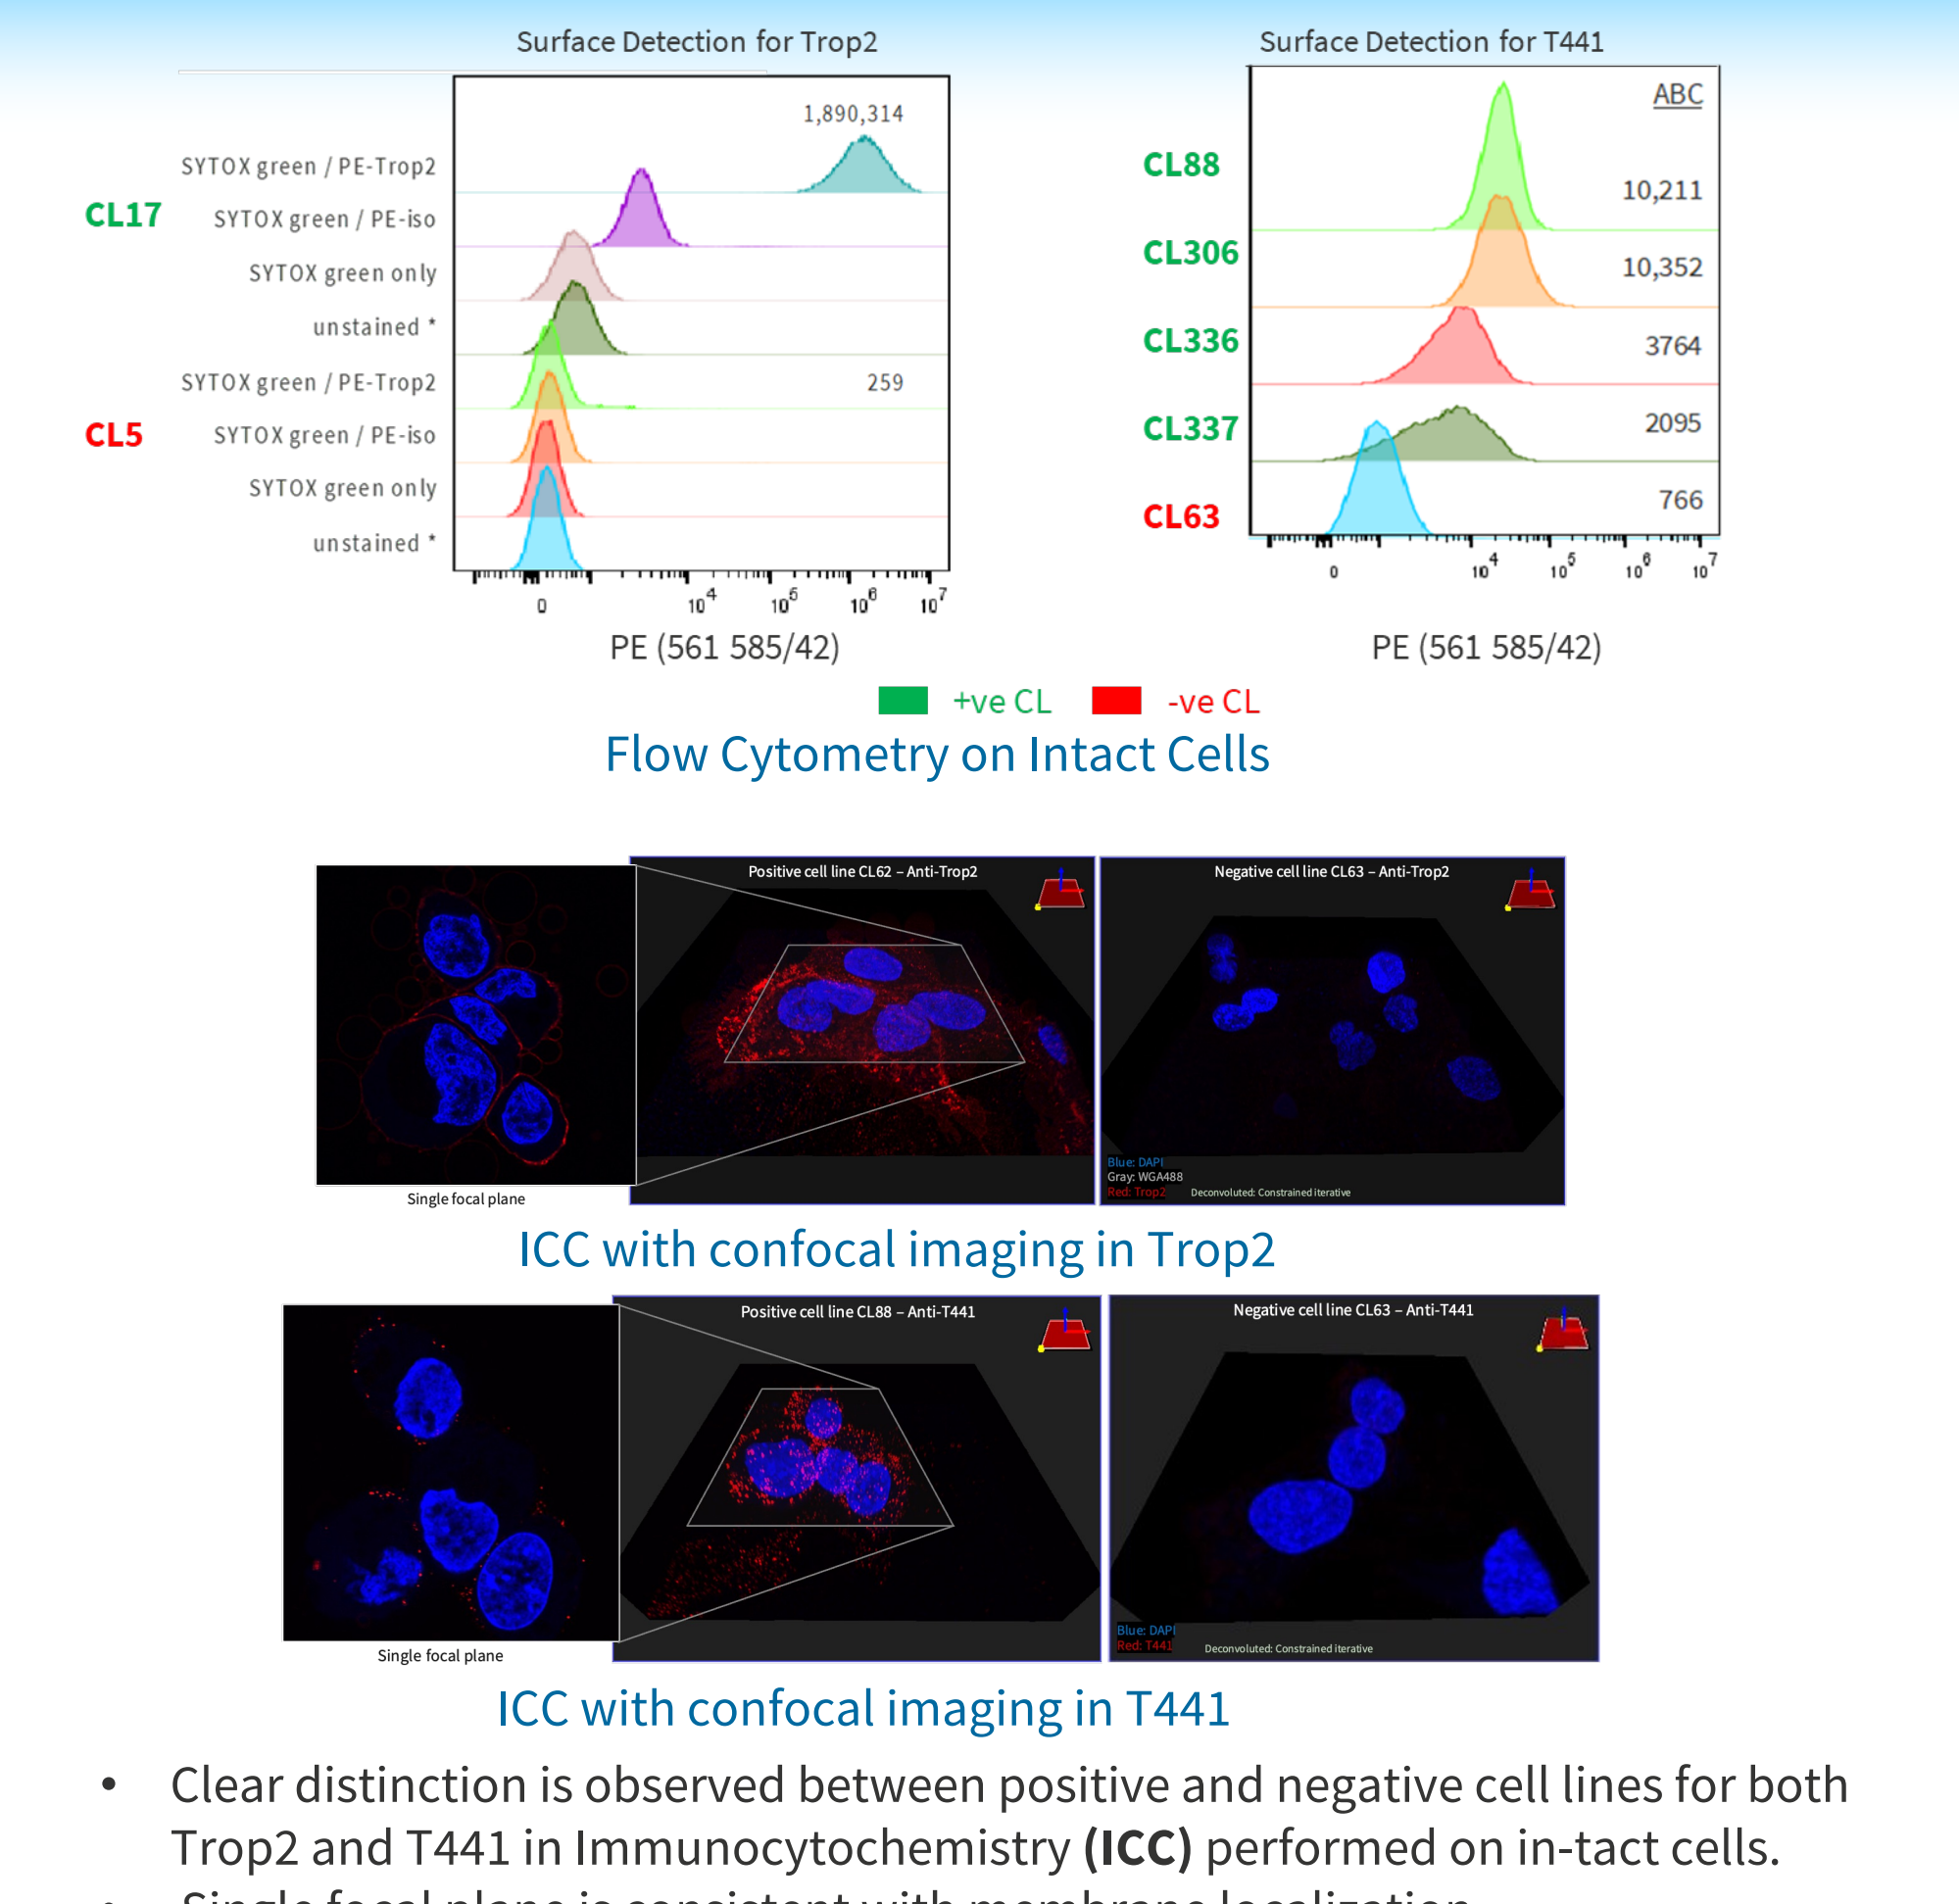 Surface Detection for Trop2
1,890,314
SYTOX green / PE-Trop2
CL17
SYTOX green / PE-iso
SYTOX green only
unstained *
SYTOX green / PE-Trop2
259
CL5
SYTOX green / PE-iso
SYTOX green only
unstained *
0 10^4 10^5 10^6 10^7
PE (561 585/42)
Surface Detection for T441
ABC
CL88
10,211
CL306
10,352
CL336
3764
CL337
2095
CL63
766
0 10^4 10^5 10^6 10^7
PE (561 585/42)
+ve CL
-ve CL
Flow Cytometry on Intact Cells
Positive cell line CL62 – Anti-Trop2
Negative cell line CL63 – Anti-Trop2
Blue: DAPI
Gray: WGA488
Red: Trop2
Deconvoluted: Constrained iterative
Single focal plane
ICC with confocal imaging in Trop2
Positive cell line CL88 – Anti-T441
Negative cell line CL63 – Anti-T441
Blue: DAPI
Red: T441
Deconvoluted: Constrained iterative
Single focal plane
ICC with confocal imaging in T441
• Clear distinction is observed between positive and negative cell lines for both
Trop2 and T441 in Immunocytochemistry (ICC) performed on in-tact cells.
• Single focal plane is consistent with membrane localization